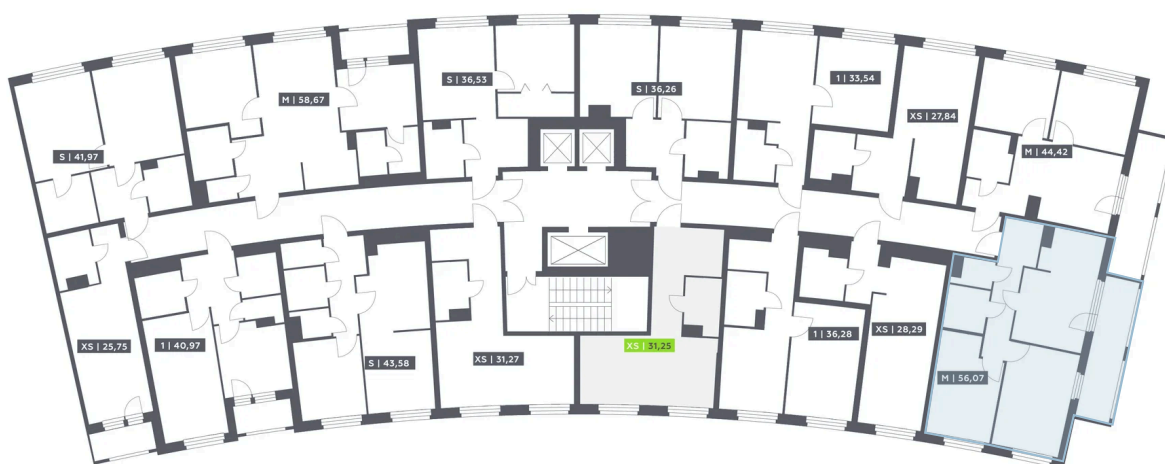 S | 36,53
1 | 33,54
S | 36,26
M | 58,67
XS | 27,84
M | 44,42
S | 41,97
1 | 36,28
XS | 28,29
XS | 25,75
1 | 40,97
XS | 31,25
XS | 31,27
S | 43,58
M | 56,07